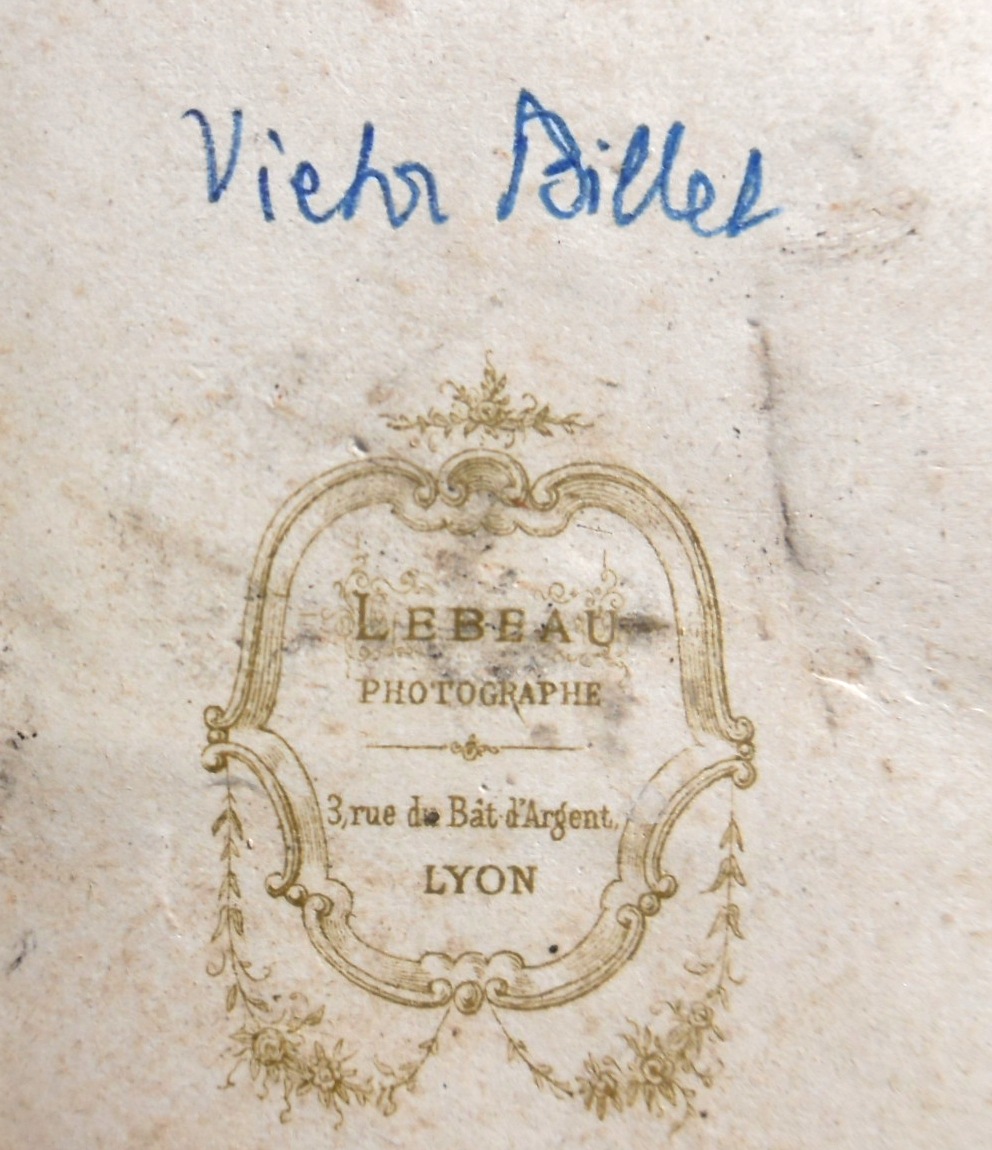 Victor Billet
LEBEAU
PHOTOGRAPHE
3, rue du Bât-d'Argent,
LYON